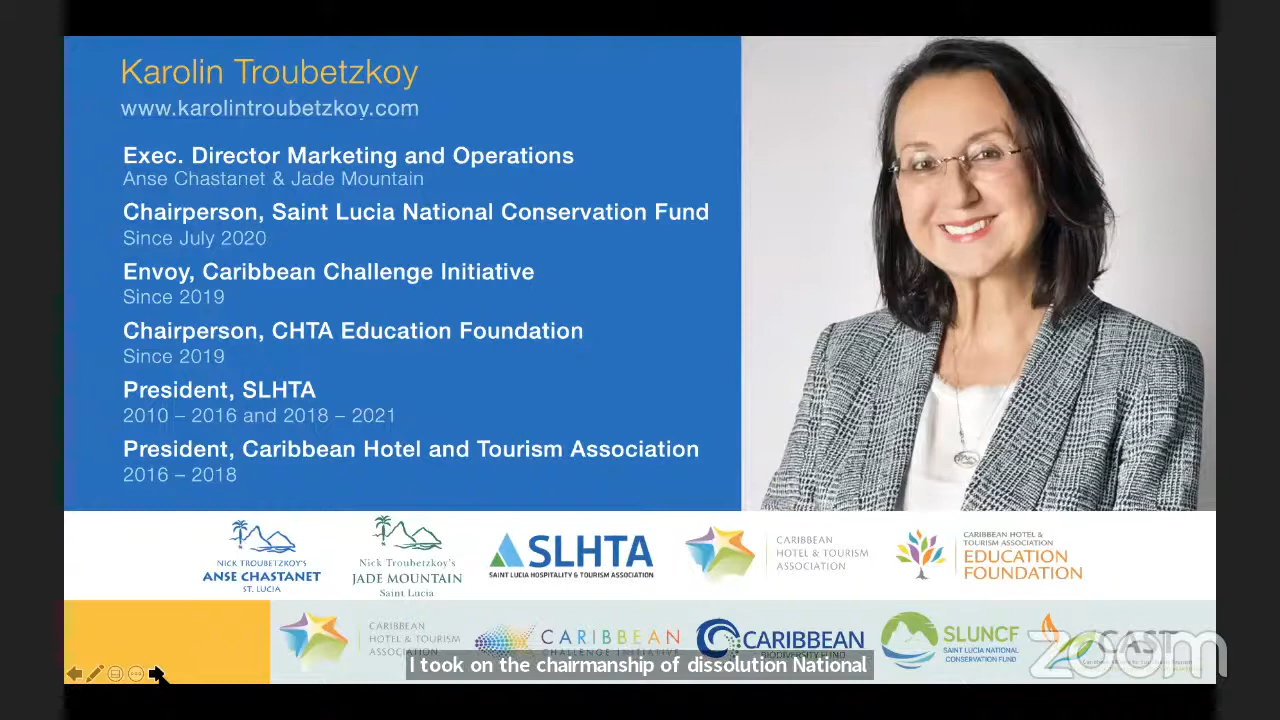 Karolin Troubetzkoy
www.karolintroubetzkoy.com
Exec. Director Marketing and Operations
Anse Chastanet & Jade Mountain
Chairperson, Saint Lucia National Conservation Fund
Since July 2020
Envoy, Caribbean Challenge Initiative
Since 2019
Chairperson, CHTA Education Foundation
Since 2019
President, SLHTA
2010 – 2016 and 2018 – 2021
President, Caribbean Hotel and Tourism Association
2016 – 2018
NICK TROUBETZKOY'S
ANSE CHASTANET
ST. LUCIA
Nick Troubetzkoy's
JADE MOUNTAIN
Saint Lucia
SLHTA
SAINT LUCIA HOSPITALITY & TOURISM ASSOCIATION
CARIBBEAN
HOTEL & TOURISM
ASSOCIATION
CARIBBEAN HOTEL &
TOURISM ASSOCIATION
EDUCATION
FOUNDATION
CARIBBEAN
HOTEL & TOURISM
ASSOCIATION
CARIBBEAN
CHALLENGE INITIATIVE
CARIBBEAN
BIODIVERSITY FUND
SLUNCF
SAINT LUCIA NATIONAL
CONSERVATION FUND
CAST
zoom
I took on the chairmanship of dissolution National